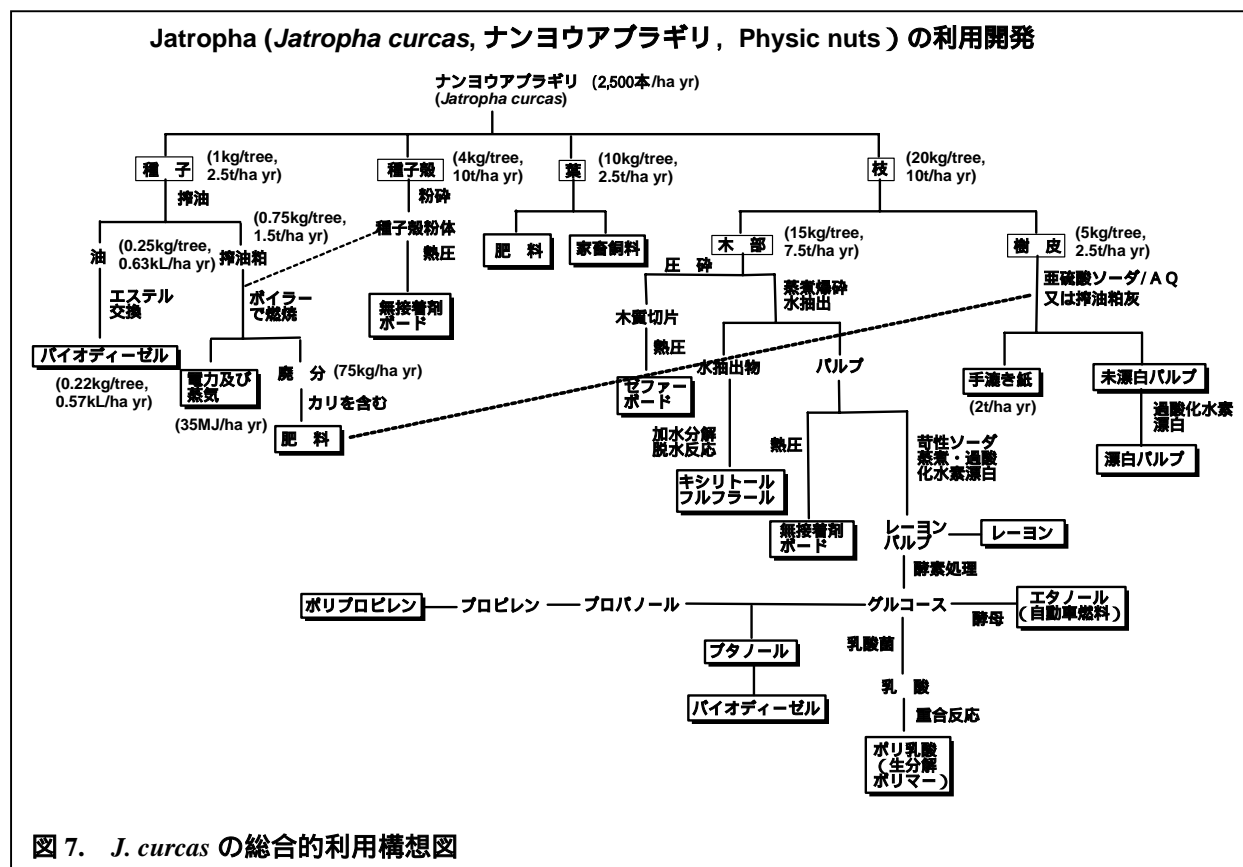 Jatropha (Jatropha curcas, ナンヨウアブラギリ, Physic nuts ) の利用開発
ナンヨウアブラギリ (2,500本/ha yr)
(Jatropha curcas)
種 子
(1kg/tree,
2.5t/ha yr)
種子殻
(4kg/tree,
10t/ha yr)
葉
(10kg/tree,
2.5t/ha yr)
枝
(20kg/tree,
10t/ha yr)
搾油
粉砕
油
(0.25kg/tree,
0.63kL/ha yr)
搾油粕
(0.75kg/tree,
1.5t/ha yr)
種子殻粉体
熱圧
肥 料
家畜飼料
木 部
(15kg/tree,
7.5t/ha yr)
樹 皮
(5kg/tree,
2.5t/ha yr)
エステル
交換
ボイラー
で燃焼
無接着剤
ボード
圧 砕
蒸煮爆砕
水抽出
亜硫酸ソーダ/AQ
又は搾油粕灰
バイオディーゼル
(0.22kg/tree,
0.57kL/ha yr)
電力及び
蒸気
(35MJ/ha yr)
廃 分 (75kg/ha yr)
カリを含む
肥 料
木質切片
熱圧
ゼファー
ボード
水抽出物
パルプ
手漉き紙
(2t/ha yr)
未漂白パルプ
過酸化水素
漂白
漂白パルプ
加水分解
脱水反応
キシリトール
フルフラール
熱圧
無接着剤
ボード
苛性ソーダ
蒸煮・過酸
化水素漂白
レーヨン
パルプ
レーヨン
酵素処理
ポリプロピレン
プロピレン
プロパノール
グルコース
酵母
エタノール
(自動車燃料)
ブタノール
バイオディーゼル
乳酸菌
乳 酸
重合反応
ポリ乳酸
(生分解
ポリマー)
図 7. J. curcas の総合的利用構想図